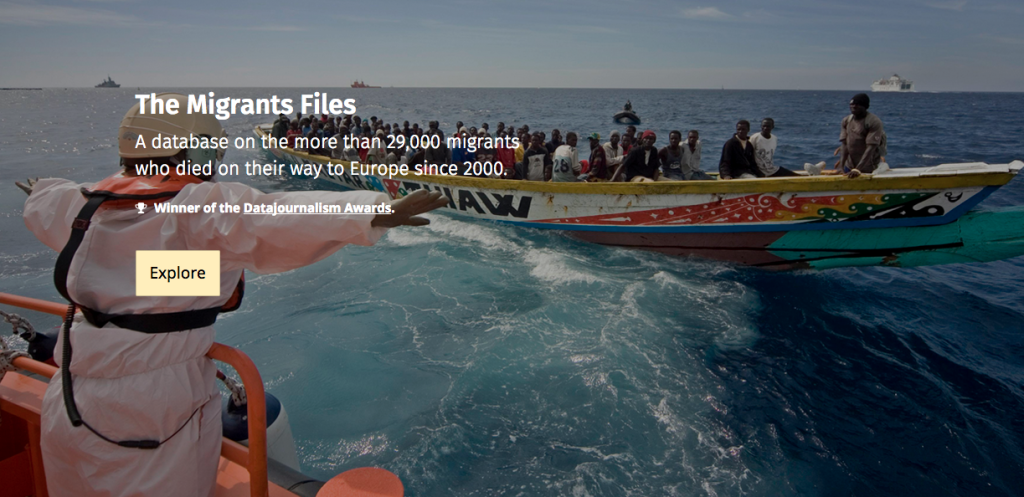 The Migrants Files
A database on the more than 29,000 migrants
who died on their way to Europe since 2000.
Winner of the Datajournalism Awards.
Explore